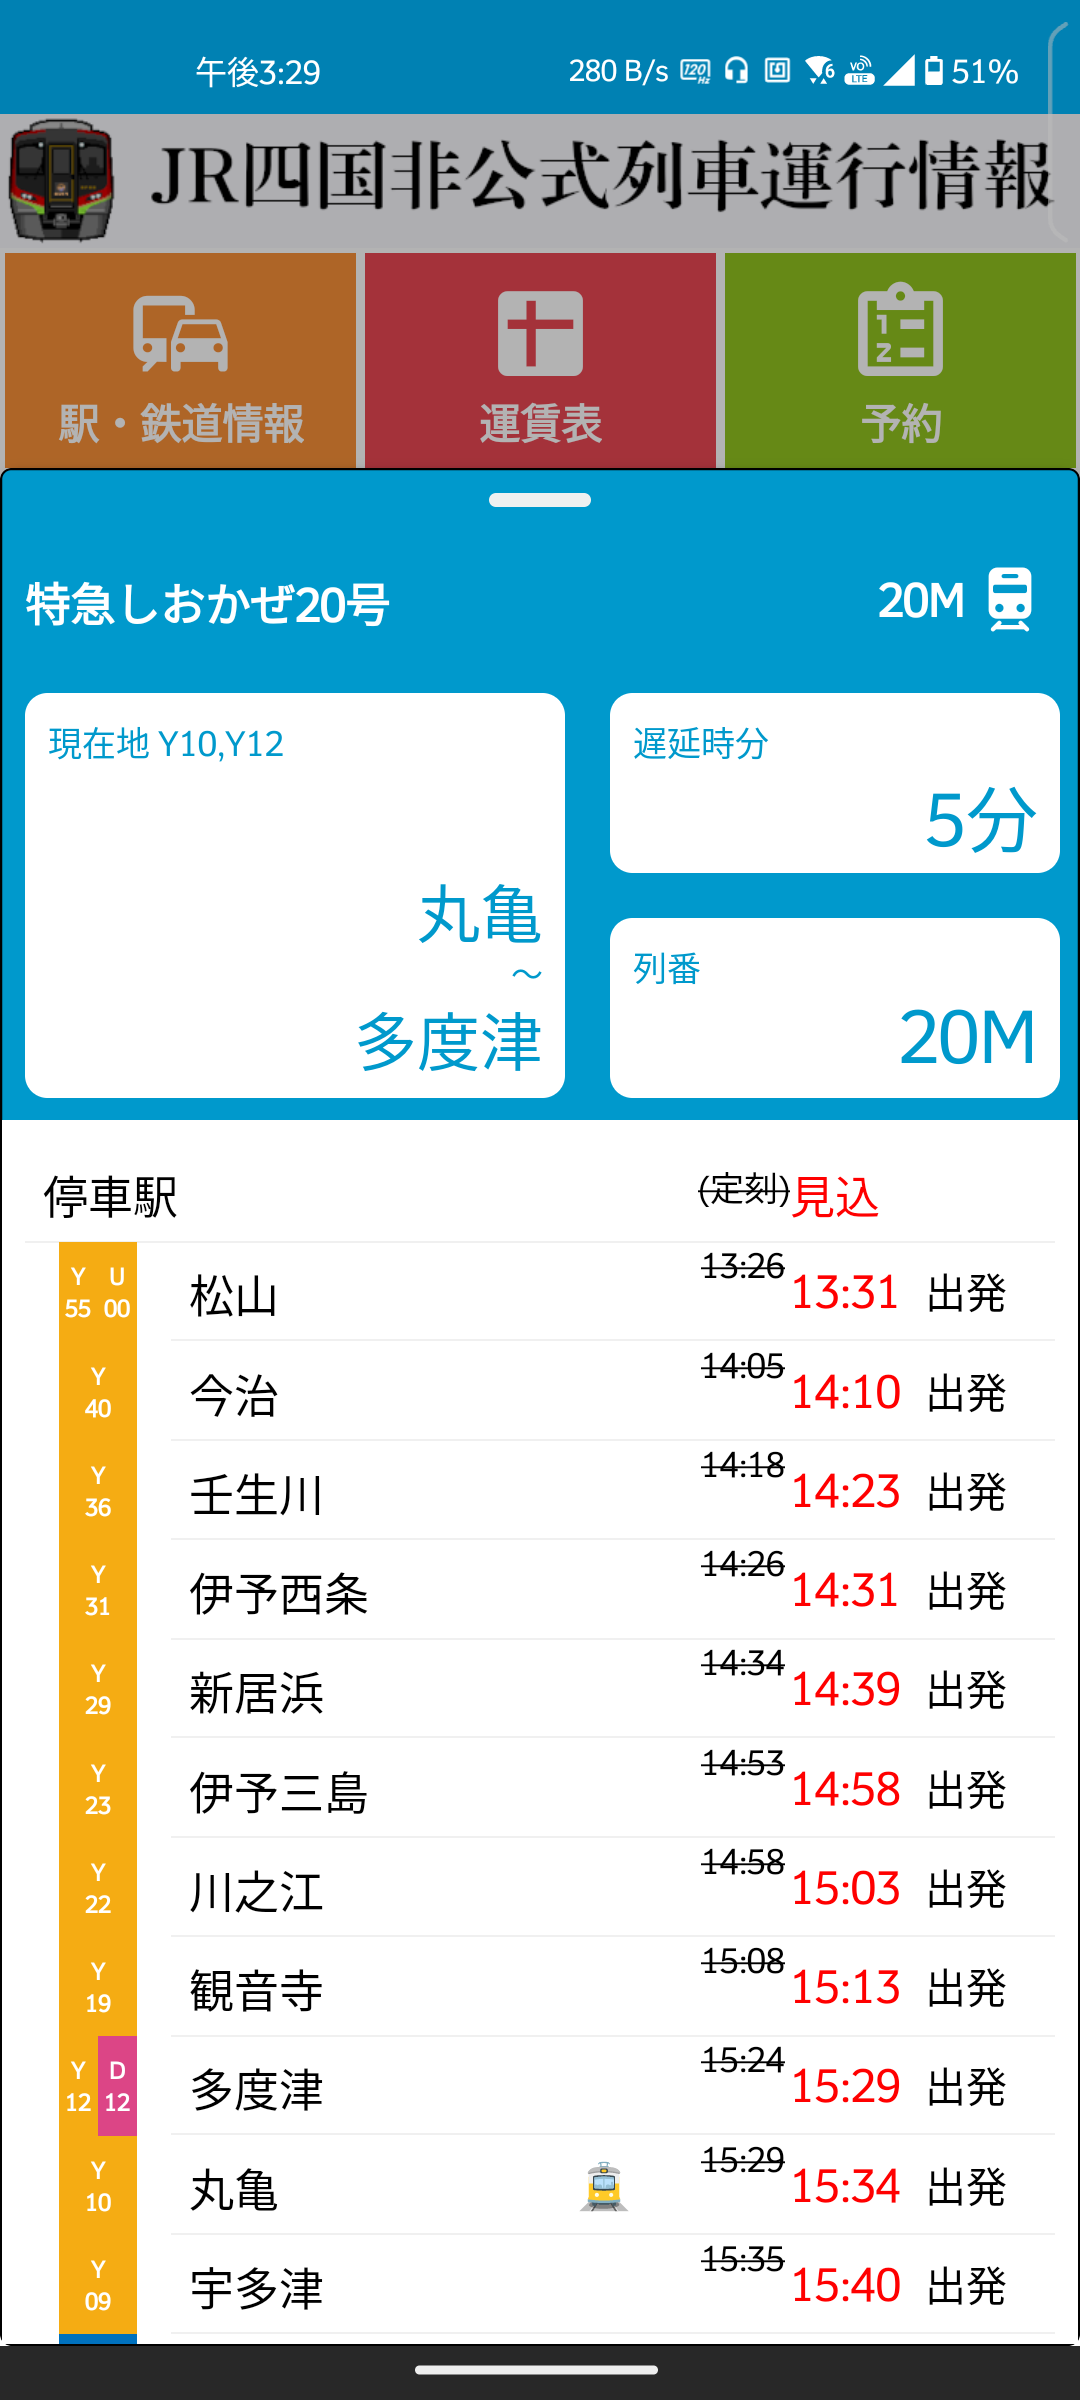 午後3:29 280 B/s 120 Hz 6 VO LTE 51%
JR四国非公式列車運行情報
駅・鉄道情報 運賃表 予約
特急しおかぜ20号 20M
現在地 Y10,Y12
丸亀
～
多度津
遅延時分
5分
列番
20M
停車駅 (定刻)見込
Y 55 U 00 松山 13:26 13:31 出発
Y 40 今治 14:05 14:10 出発
Y 36 壬生川 14:18 14:23 出発
Y 31 伊予西条 14:26 14:31 出発
Y 29 新居浜 14:34 14:39 出発
Y 23 伊予三島 14:53 14:58 出発
Y 22 川之江 14:58 15:03 出発
Y 19 観音寺 15:08 15:13 出発
Y 12 D 12 多度津 15:24 15:29 出発
Y 10 丸亀 15:29 15:34 出発
Y 09 宇多津 15:35 15:40 出発